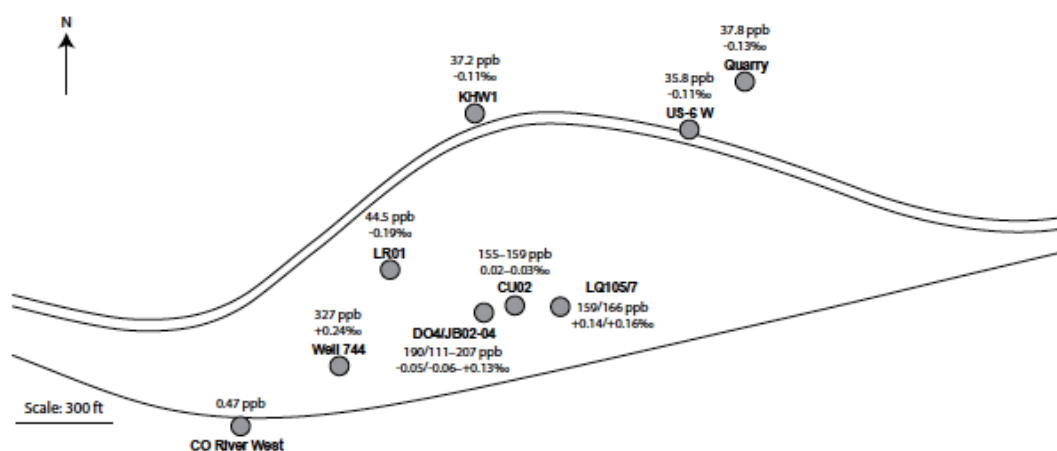 N
37.8 ppb
-0.13‰
Quarry
37.2 ppb
-0.11‰
KHW1
35.8 ppb
-0.11‰
US-6 W
44.5 ppb
-0.19‰
LR01
155–159 ppb
0.02–0.03‰
CU02
LQ105/7
159/166 ppb
+0.14/+0.16‰
327 ppb
+0.24‰
Well 744
DO4/JB02-04
190/111–207 ppb
-0.05/-0.06–+0.13‰
Scale: 300 ft
0.47 ppb
CO River West